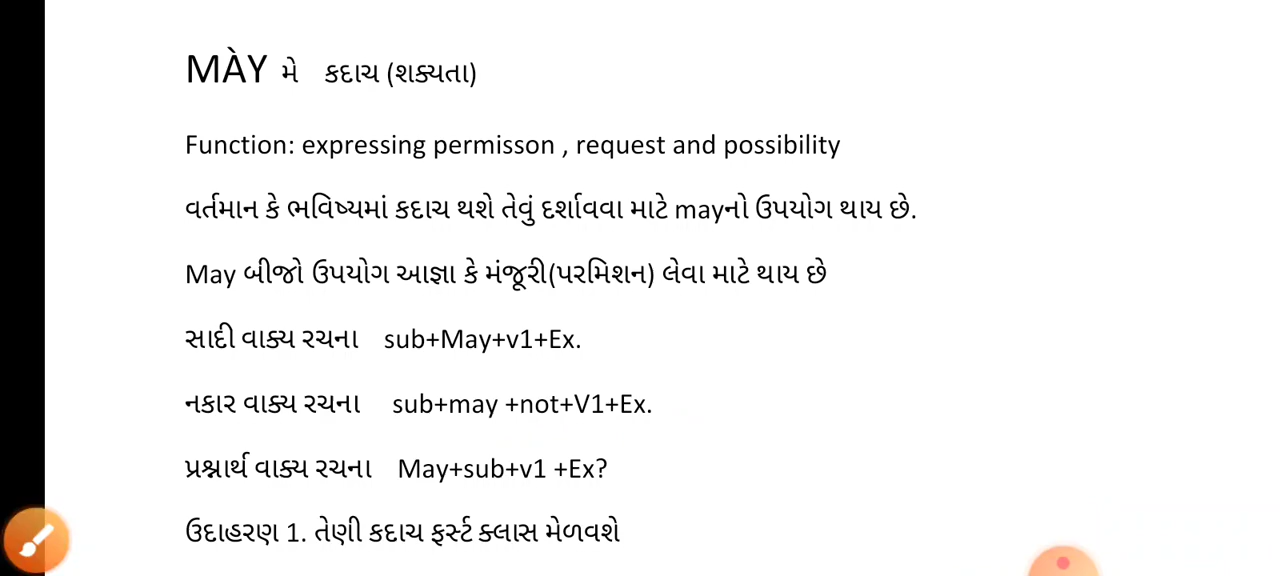 MÀY મે કદાચ (શક્યતા)
Function: expressing permisson , request and possibility
વર્તમાન કે ભવિષ્યમાં કદાચ થશે તેવું દર્શાવવા માટે mayનો ઉપયોગ થાય છે.
May બીજો ઉપયોગ આજ્ઞા કે મંજૂરી(પરમિશન) લેવા માટે થાય છે
સાદી વાક્ય રચના sub+May+v1+Ex.
નકાર વાક્ય રચના sub+may +not+V1+Ex.
પ્રશ્નાર્થ વાક્ય રચના May+sub+v1 +Ex?
ઉદાહરણ 1. તેણી કદાચ ફર્સ્ટ ક્લાસ મેળવશે